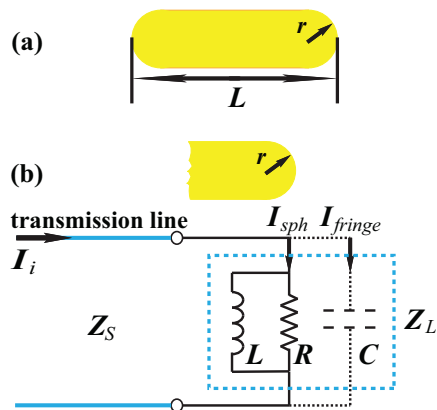 (a)
r
L
(b)
r
transmission line
I_sph I_fringe
I_i
Z_S
L R C
Z_L